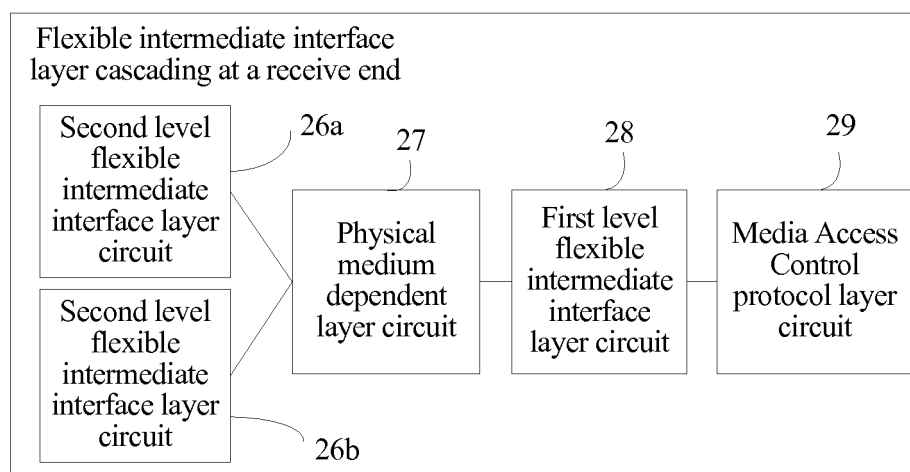 Flexible intermediate interface
layer cascading at a receive end
Second level
flexible
intermediate
interface layer
circuit
26a
Second level
flexible
intermediate
interface layer
circuit
26b
27
Physical
medium
dependent
layer circuit
28
First level
flexible
intermediate
interface
layer circuit
29
Media Access
Control
protocol layer
circuit